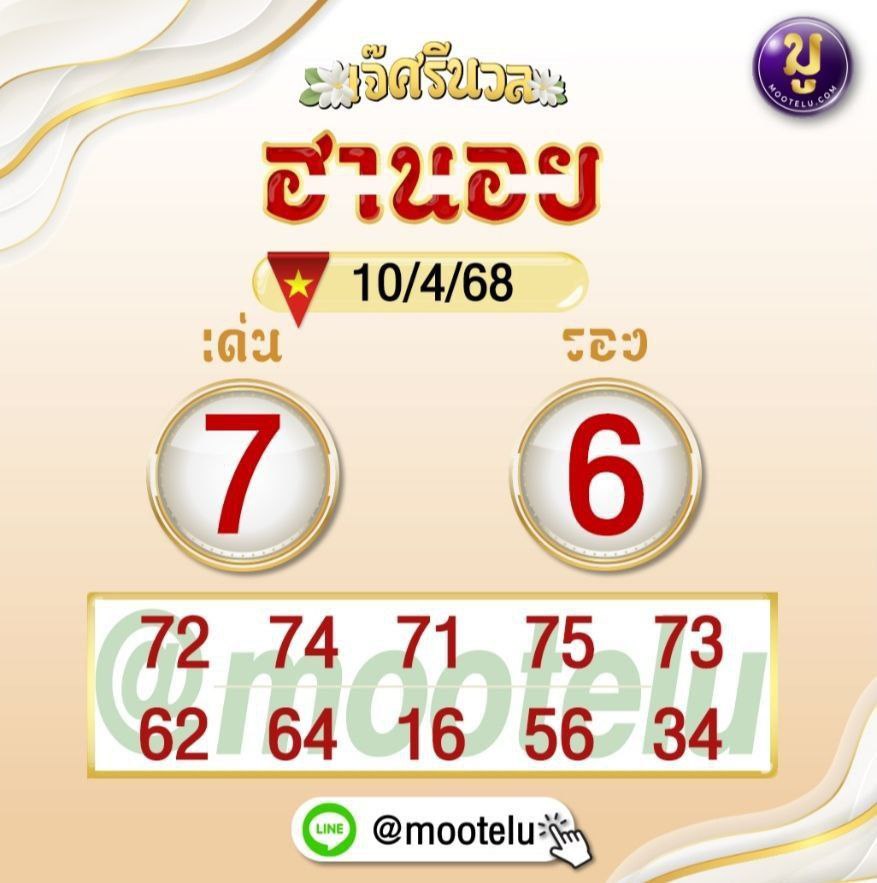 เจ๊ศรีนวล
มู
MOOTELU.COM
ฮานอย
10/4/68
เด่น รอง
7 6
72 74 71 75 73
62 64 16 56 34
@mootelu
LINE @mootelu